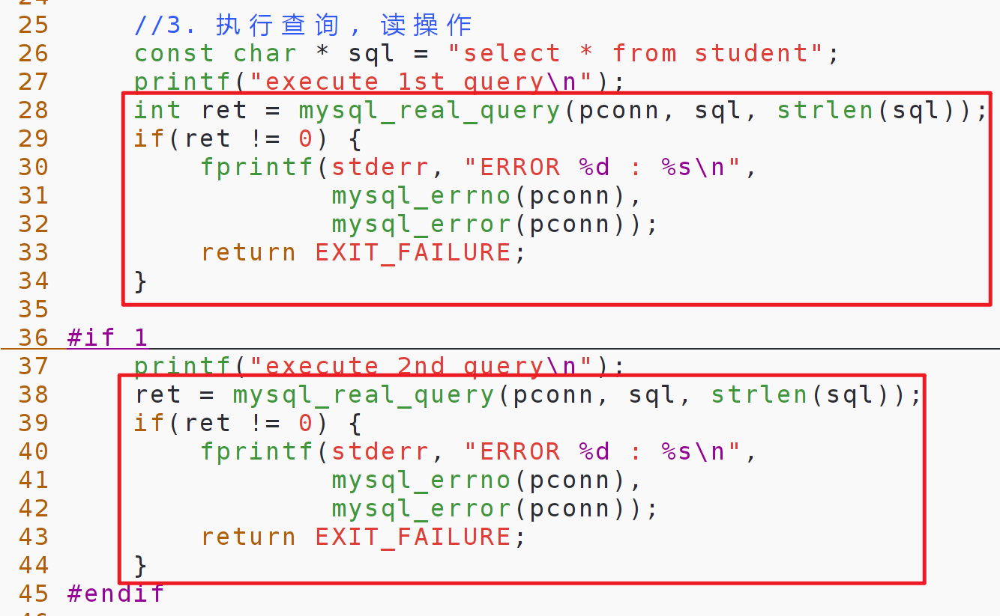 25 //3. 执行查询, 读操作
26 const char * sql = "select * from student";
27 printf("execute 1st query\n");
28 int ret = mysql_real_query(pconn, sql, strlen(sql));
29 if(ret != 0) {
30 fprintf(stderr, "ERROR %d : %s\n",
31 mysql_errno(pconn),
32 mysql_error(pconn));
33 return EXIT_FAILURE;
34 }
35
36 #if 1
37 printf("execute 2nd query\n");
38 ret = mysql_real_query(pconn, sql, strlen(sql));
39 if(ret != 0) {
40 fprintf(stderr, "ERROR %d : %s\n",
41 mysql_errno(pconn),
42 mysql_error(pconn));
43 return EXIT_FAILURE;
44 }
45 #endif